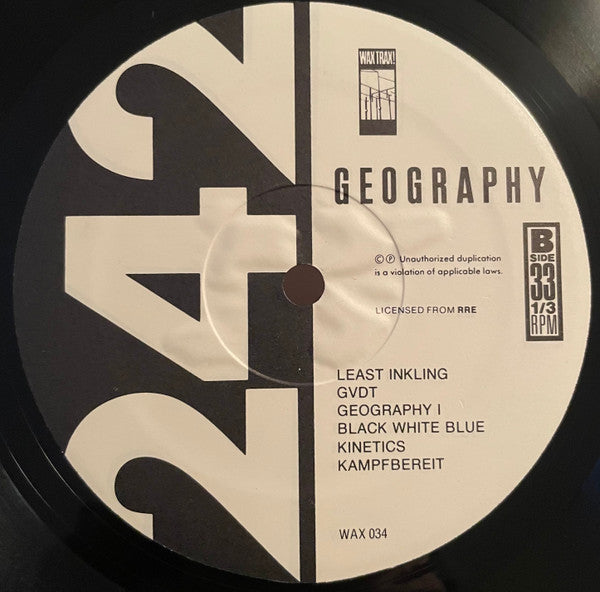 242
WAX TRAX!
GEOGRAPHY
© ℗ Unauthorized duplication
is a violation of applicable laws.
B
SIDE
33
1/3
RPM
LICENSED FROM RRE
LEAST INKLING
GVDT
GEOGRAPHY I
BLACK WHITE BLUE
KINETICS
KAMPFBEREIT
WAX 034